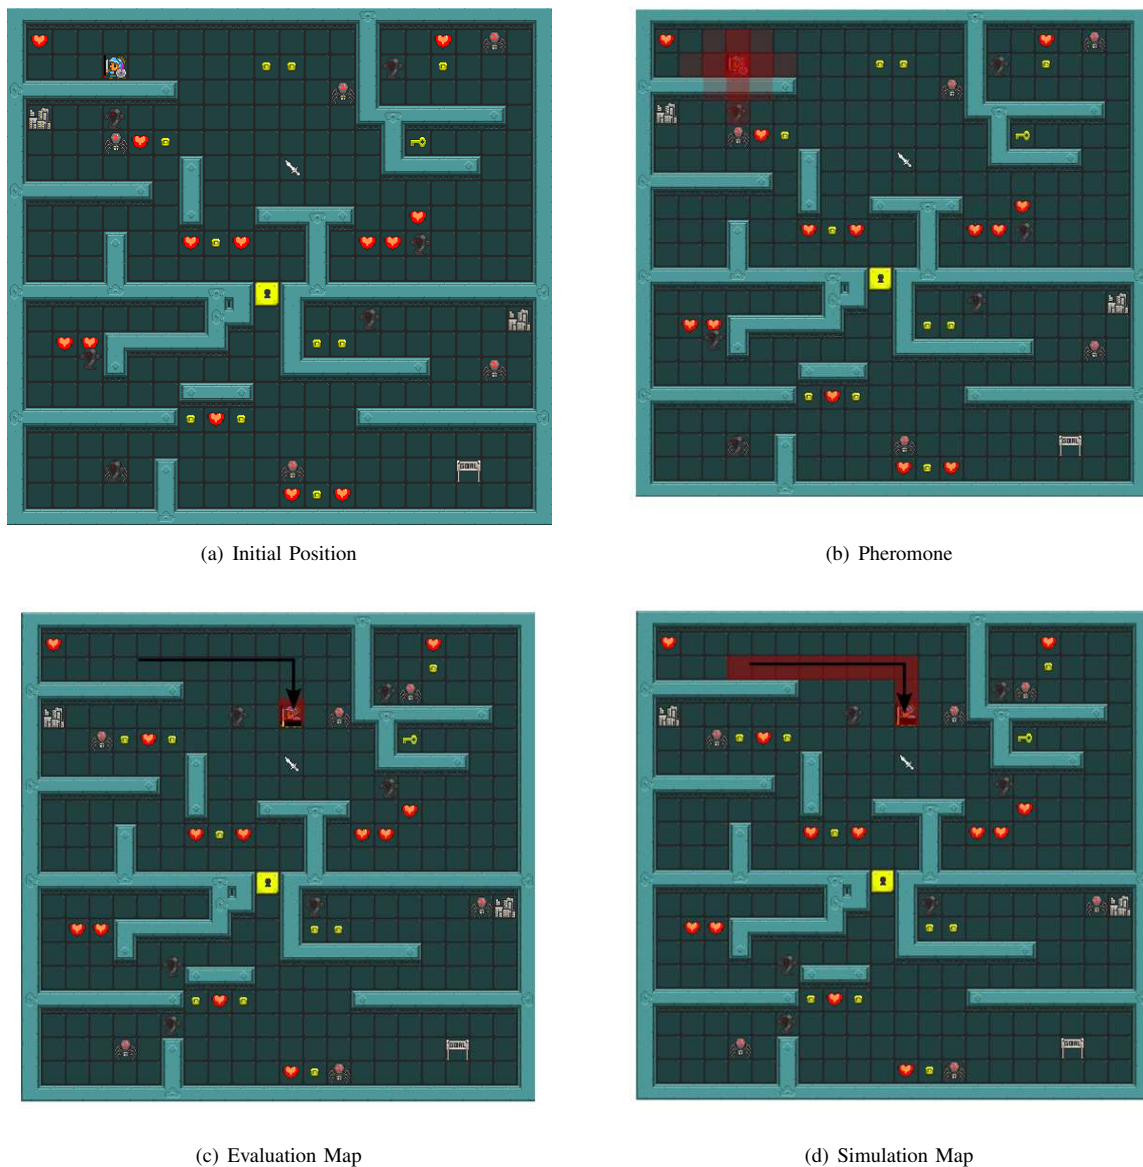 GOAL
GOAL
(a) Initial Position
(b) Pheromone
GOAL
GOAL
(c) Evaluation Map
(d) Simulation Map